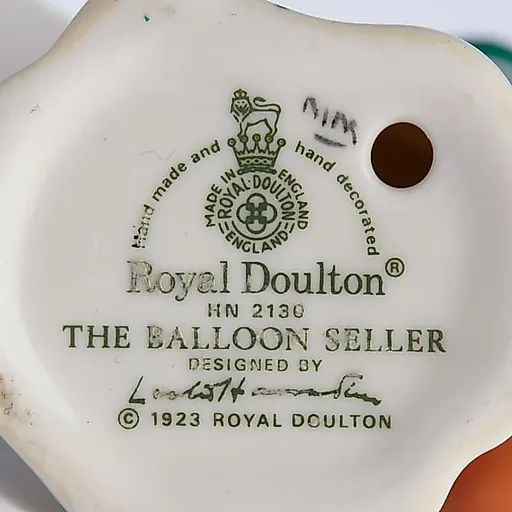 Hand made and hand decorated
MADE IN ENGLAND
ROYAL·DOULTON
ENGLAND
Royal Doulton®
HN 2130
THE BALLOON SELLER
DESIGNED BY
© 1923 ROYAL DOULTON